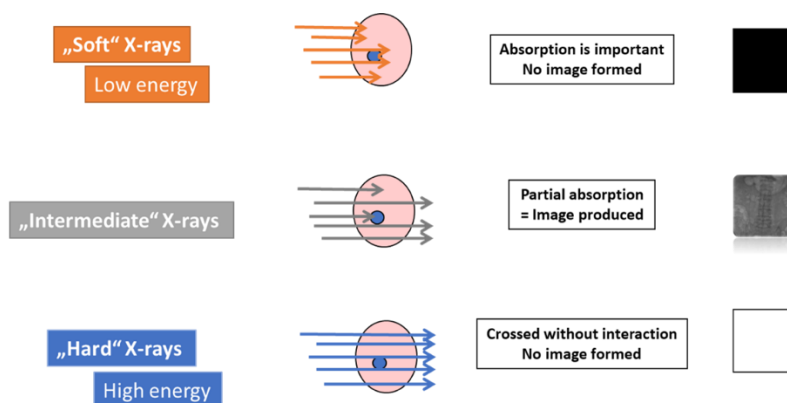 „Soft“ X-rays
Low energy
Absorption is important
No image formed
„Intermediate“ X-rays
Partial absorption
= Image produced
„Hard“ X-rays
High energy
Crossed without interaction
No image formed